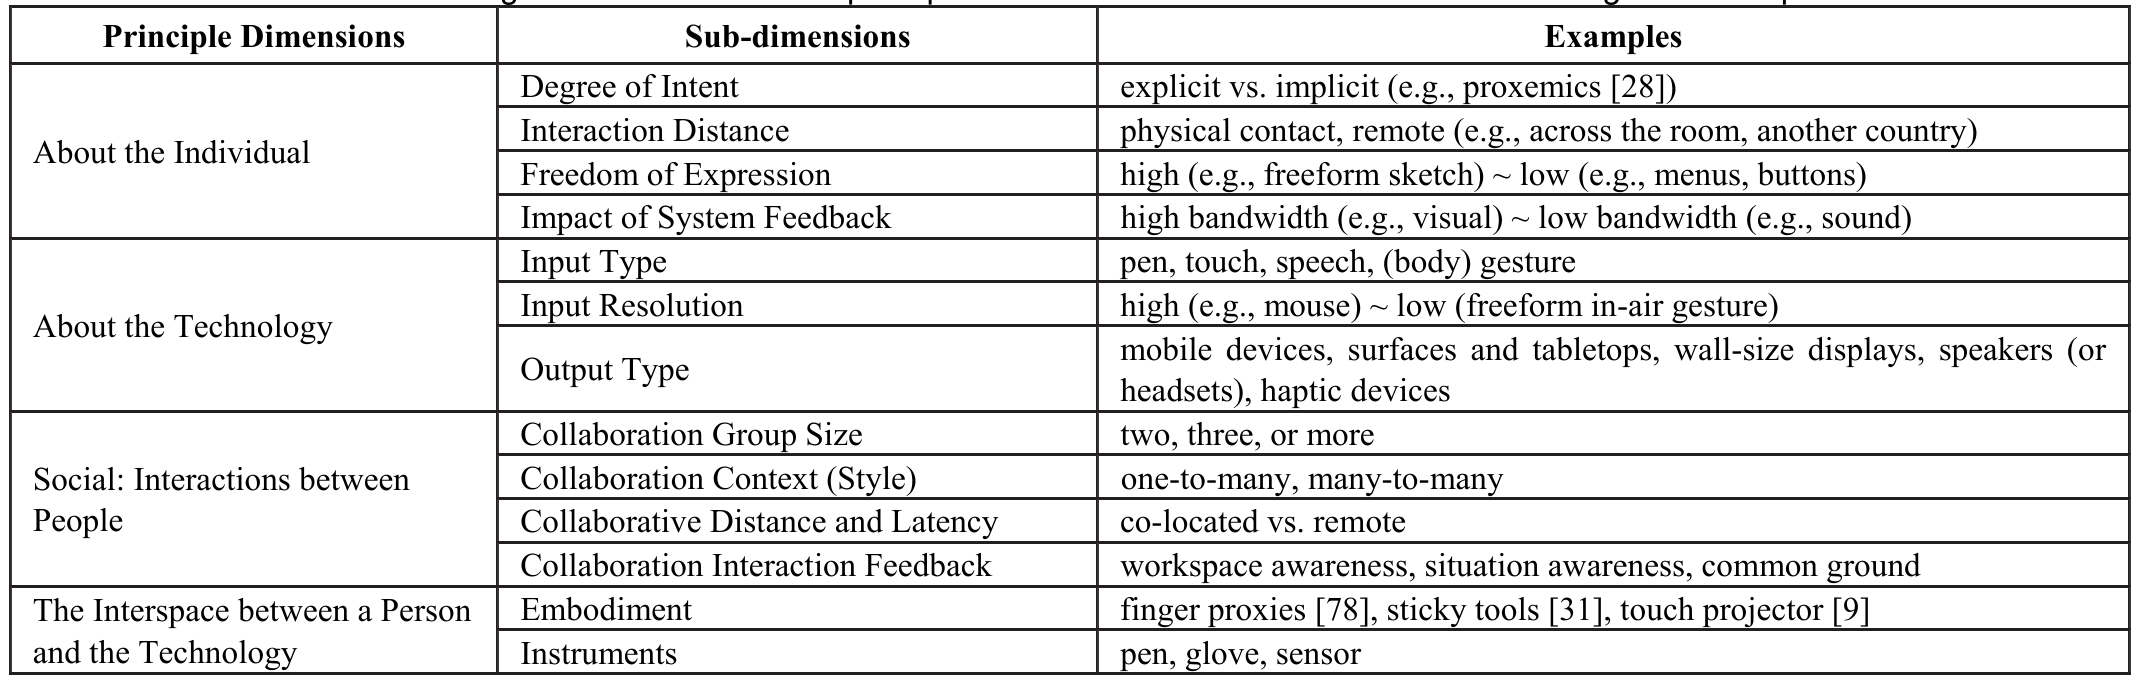 Principle Dimensions Sub-dimensions Examples
About the Individual
Degree of Intent explicit vs. implicit (e.g., proxemics [28])
Interaction Distance physical contact, remote (e.g., across the room, another country)
Freedom of Expression high (e.g., freeform sketch) ~ low (e.g., menus, buttons)
Impact of System Feedback high bandwidth (e.g., visual) ~ low bandwidth (e.g., sound)
About the Technology
Input Type pen, touch, speech, (body) gesture
Input Resolution high (e.g., mouse) ~ low (freeform in-air gesture)
Output Type
mobile devices, surfaces and tabletops, wall-size displays, speakers (or
headsets), haptic devices
Social: Interactions between
People
Collaboration Group Size two, three, or more
Collaboration Context (Style) one-to-many, many-to-many
Collaborative Distance and Latency co-located vs. remote
Collaboration Interaction Feedback workspace awareness, situation awareness, common ground
The Interspace between a Person
and the Technology
Embodiment finger proxies [78], sticky tools [31], touch projector [9]
Instruments pen, glove, sensor